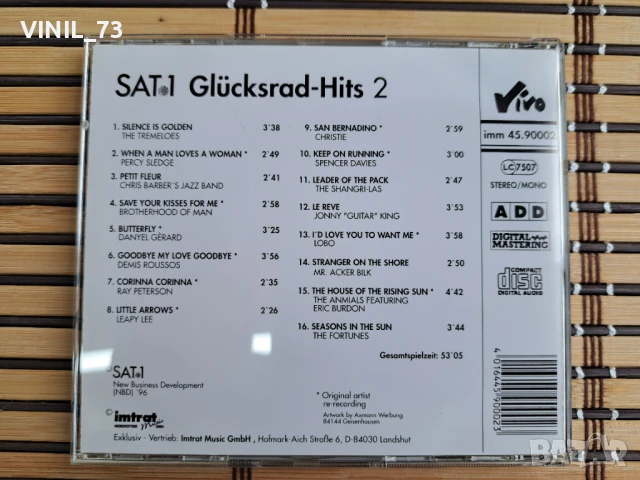 VINIL_73
SAT.1 Glücksrad-Hits 2
1. SILENCE IS GOLDEN 3'38
THE TREMELOES
2. WHEN A MAN LOVES A WOMAN * 2'49
PERCY SLEDGE
3. PETIT FLEUR 2'41
CHRIS BARBER'S JAZZ BAND
4. SAVE YOUR KISSES FOR ME * 2'58
BROTHERHOOD OF MAN
5. BUTTERFLY * 3'25
DANYEL GÉRARD
6. GOODBYE MY LOVE GOODBYE * 3'56
DEMIS ROUSSOS
7. CORINNA CORINNA * 2'35
RAY PETERSON
8. LITTLE ARROWS * 2'26
LEAPY LEE
9. SAN BERNADINO * 2'59
CHRISTIE
10. KEEP ON RUNNING * 3'00
SPENCER DAVIES
11. LEADER OF THE PACK 2'47
THE SHANGRI-LAS
12. LE REVE 3'53
JONNY "GUITAR" KING
13. I'D LOVE YOU TO WANT ME * 3'58
LOBO
14. STRANGER ON THE SHORE 2'50
MR. ACKER BILK
15. THE HOUSE OF THE RISING SUN * 4'42
THE ANMIALS FEATURING
ERIC BURDON
16. SEASONS IN THE SUN 3'44
THE FORTUNES
Gesamtspielzeit: 53'05
SAT.1
New Business Development
(NBD) '96
* Original artist
re-recording
Artwork by Axmann Werbung
84144 Geisenhausen
© imtrat
Exklusiv - Vertrieb: Imtrat Music GmbH , Hofmark-Aich Straße 6, D-84030 Landshut
Vivo
imm 45.90002
LC 7507
STEREO/MONO
ADD
DIGITAL
MASTERING
COMPACT
disc
DIGITAL AUDIO
4 016445 900023
BAZAR